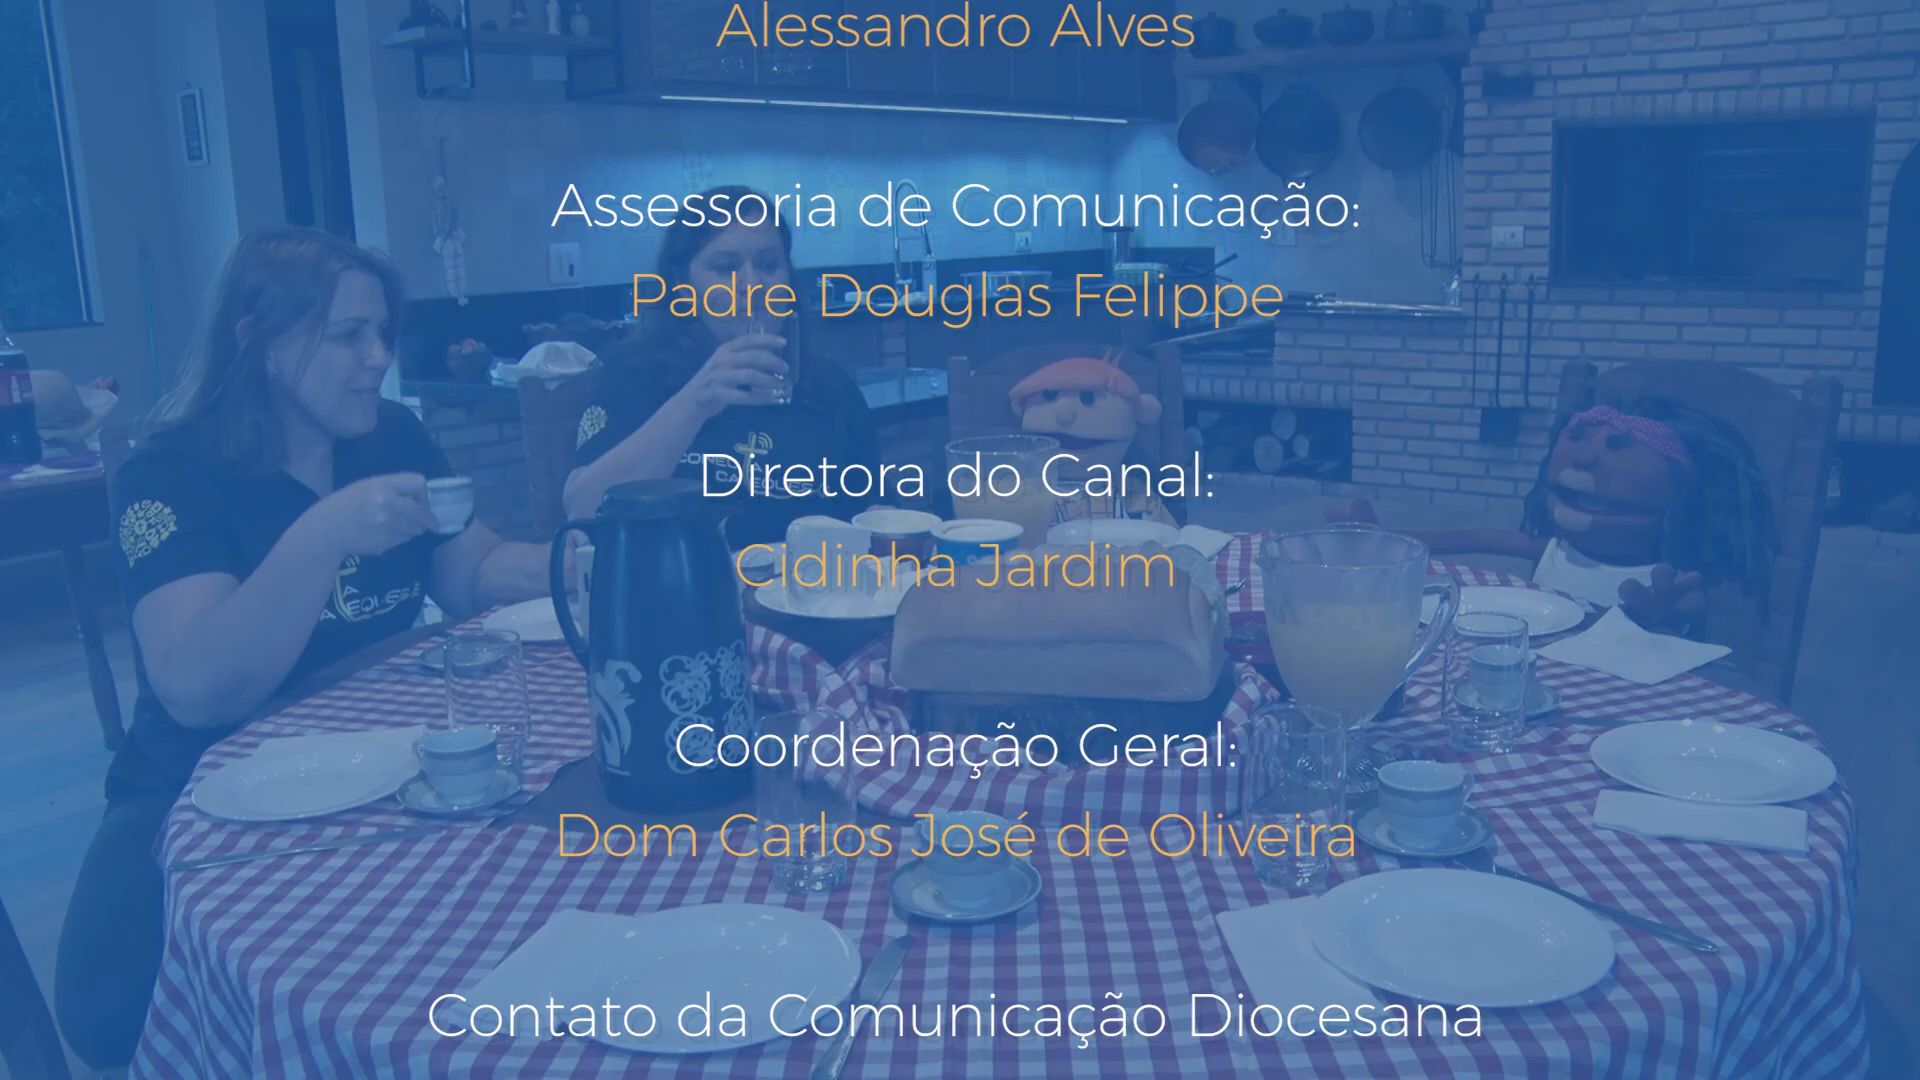 Alessandro Alves
Assessoria de Comunicação:
Padre Douglas Felippe
Diretora do Canal:
Cidinha Jardim
Coordenação Geral:
Dom Carlos José de Oliveira
Contato da Comunicação Diocesana